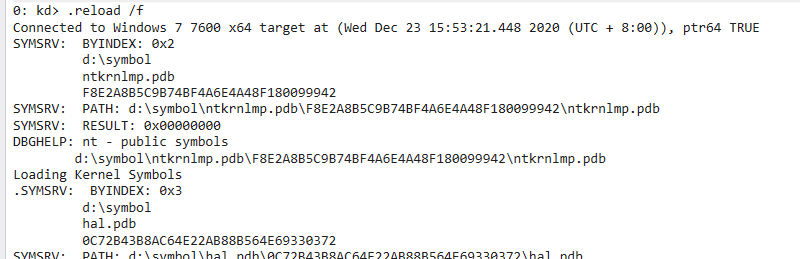 0: kd> .reload /f
Connected to Windows 7 7600 x64 target at (Wed Dec 23 15:53:21.448 2020 (UTC + 8:00)), ptr64 TRUE
SYMSRV:  BYINDEX: 0x2
         d:\symbol
         ntkrnlmp.pdb
         F8E2A8B5C9B74BF4A6E4A48F180099942
SYMSRV:  PATH: d:\symbol\ntkrnlmp.pdb\F8E2A8B5C9B74BF4A6E4A48F180099942\ntkrnlmp.pdb
SYMSRV:  RESULT: 0x00000000
DBGHELP: nt - public symbols
        d:\symbol\ntkrnlmp.pdb\F8E2A8B5C9B74BF4A6E4A48F180099942\ntkrnlmp.pdb
Loading Kernel Symbols
.SYMSRV:  BYINDEX: 0x3
         d:\symbol
         hal.pdb
         0C72B43B8AC64E22AB88B564E69330372
SYMSRV:  PATH: d:\symbol\hal.pdb\0C72B43B8AC64E22AB88B564E69330372\hal.pdb